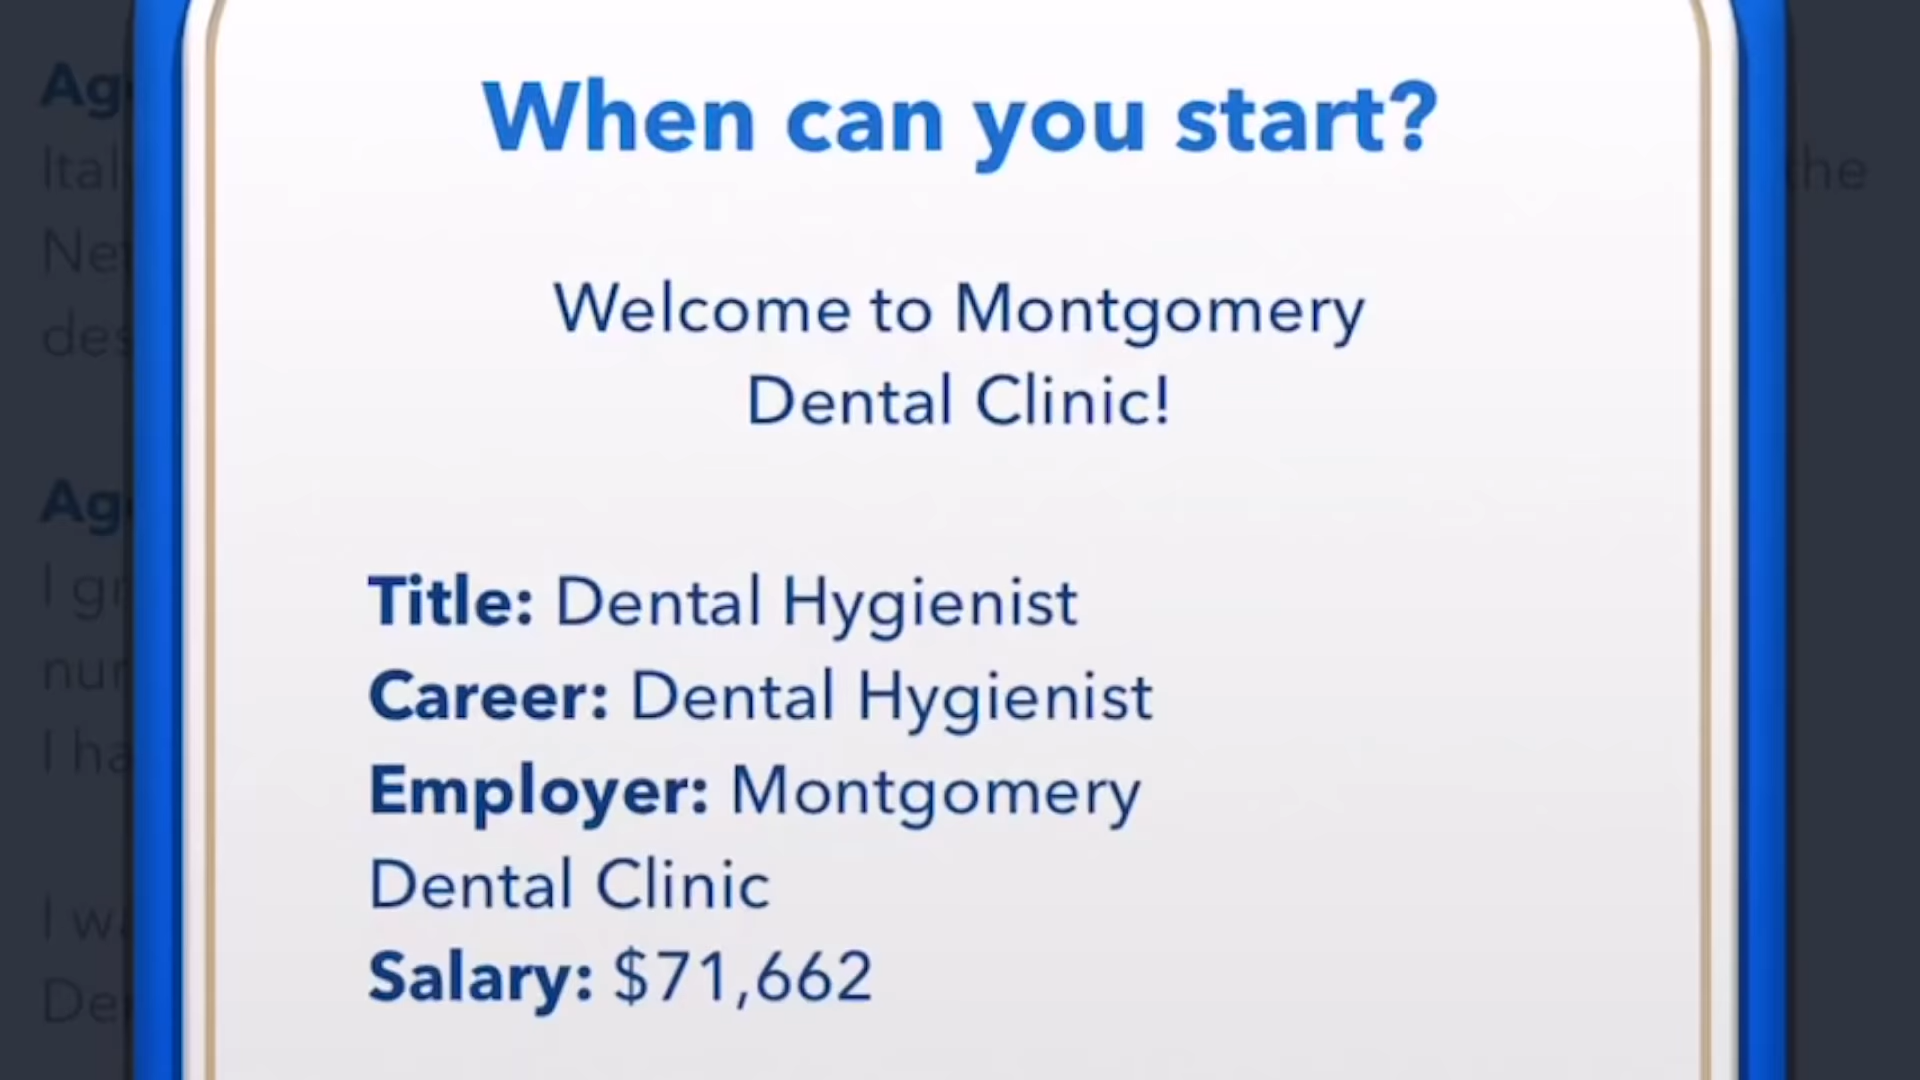 When can you start?
Welcome to Montgomery
Dental Clinic!
Title: Dental Hygienist
Career: Dental Hygienist
Employer: Montgomery
Dental Clinic
Salary: $71,662